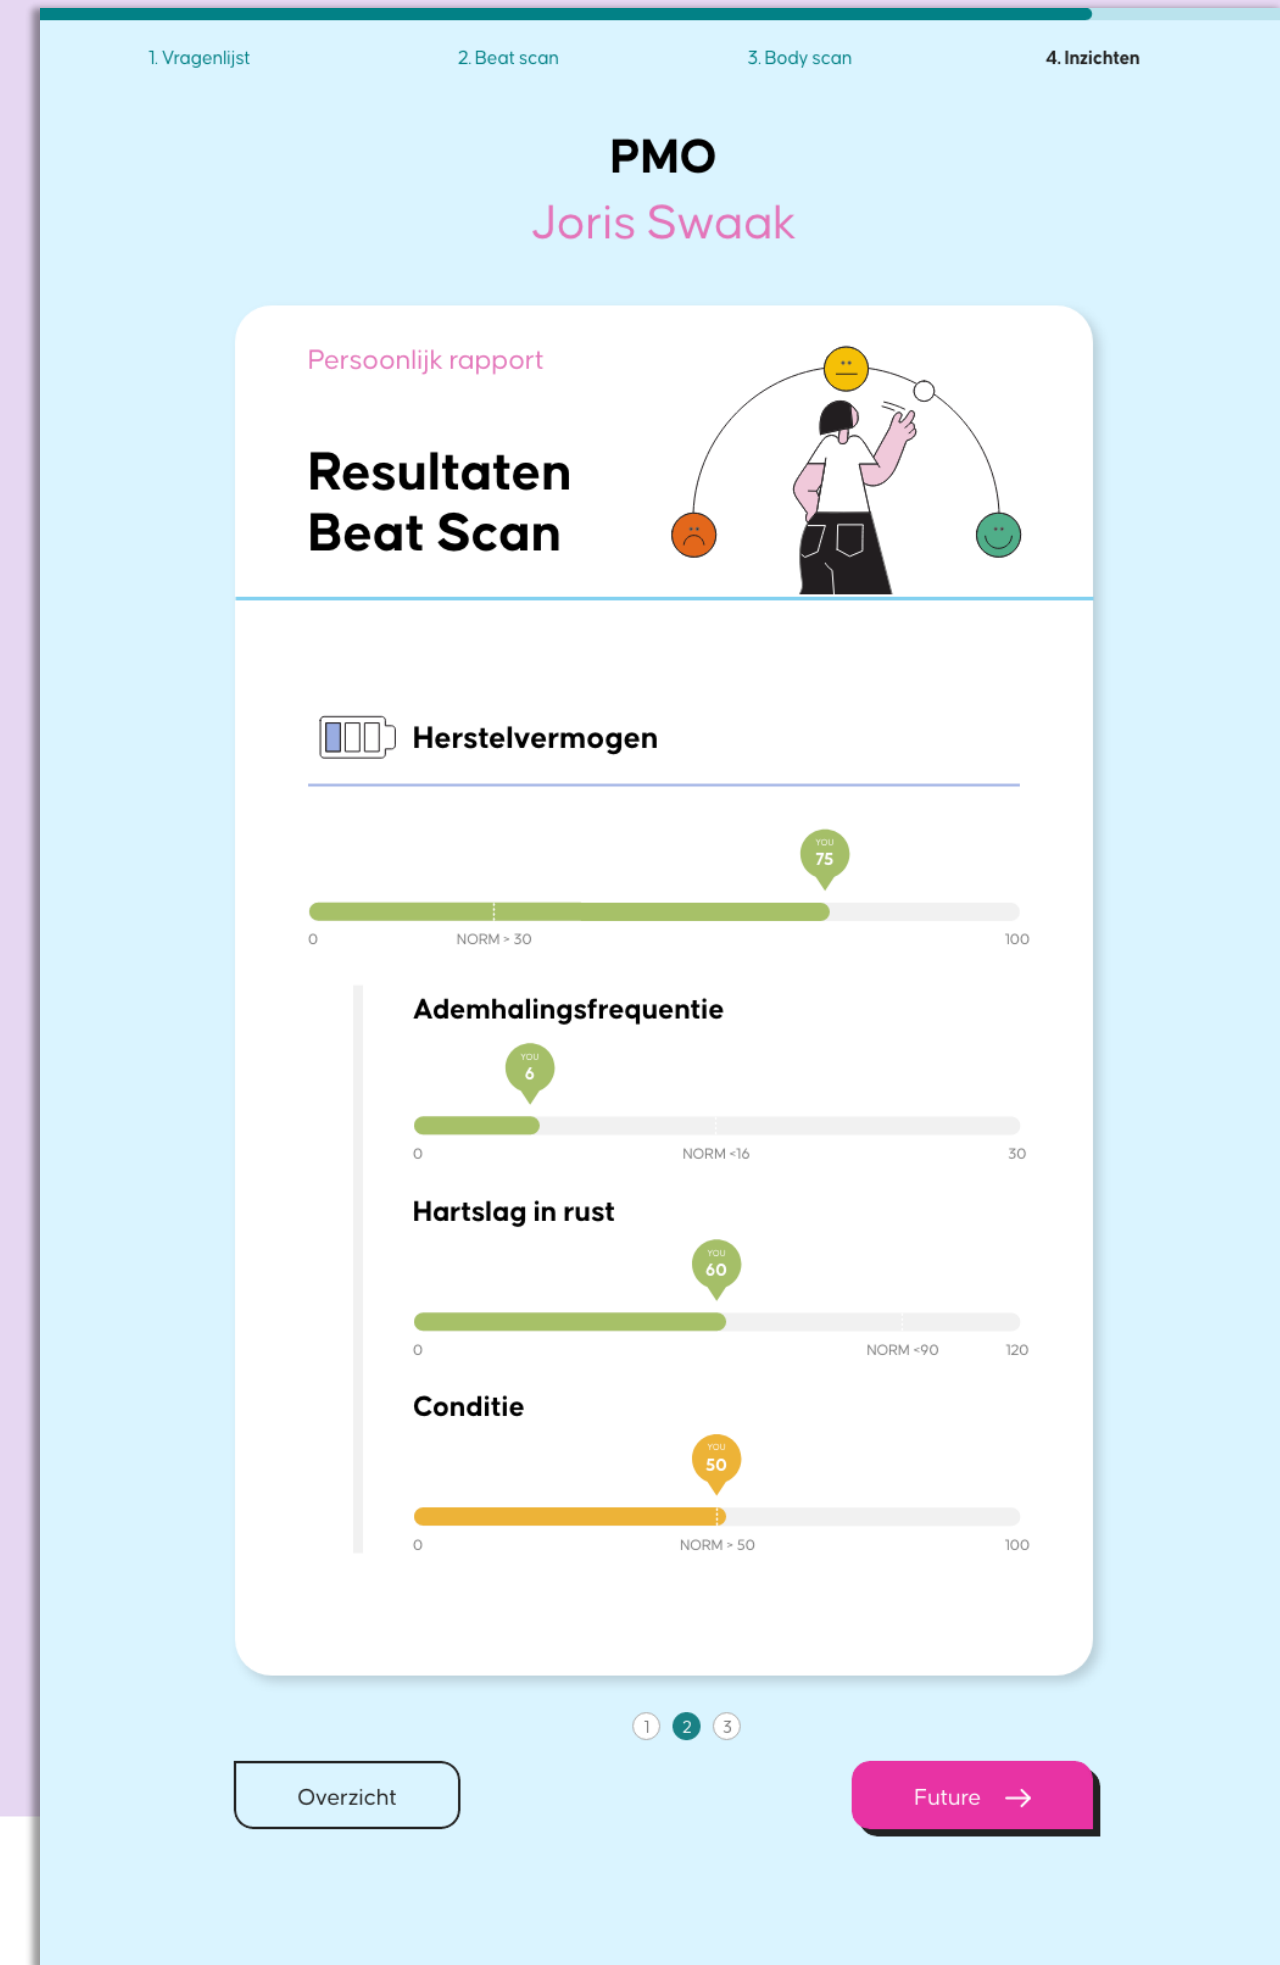 1. Vragenlijst
2. Beat scan
3. Body scan
4. Inzichten
PMO
Joris Swaak
Persoonlijk rapport
Resultaten
Beat Scan
Herstelvermogen
YOU
75
0
NORM > 30
100
Ademhalingsfrequentie
YOU
6
0
NORM <16
30
Hartslag in rust
YOU
60
0
NORM <90
120
Conditie
YOU
50
0
NORM > 50
100
1 2 3
Overzicht
Future →